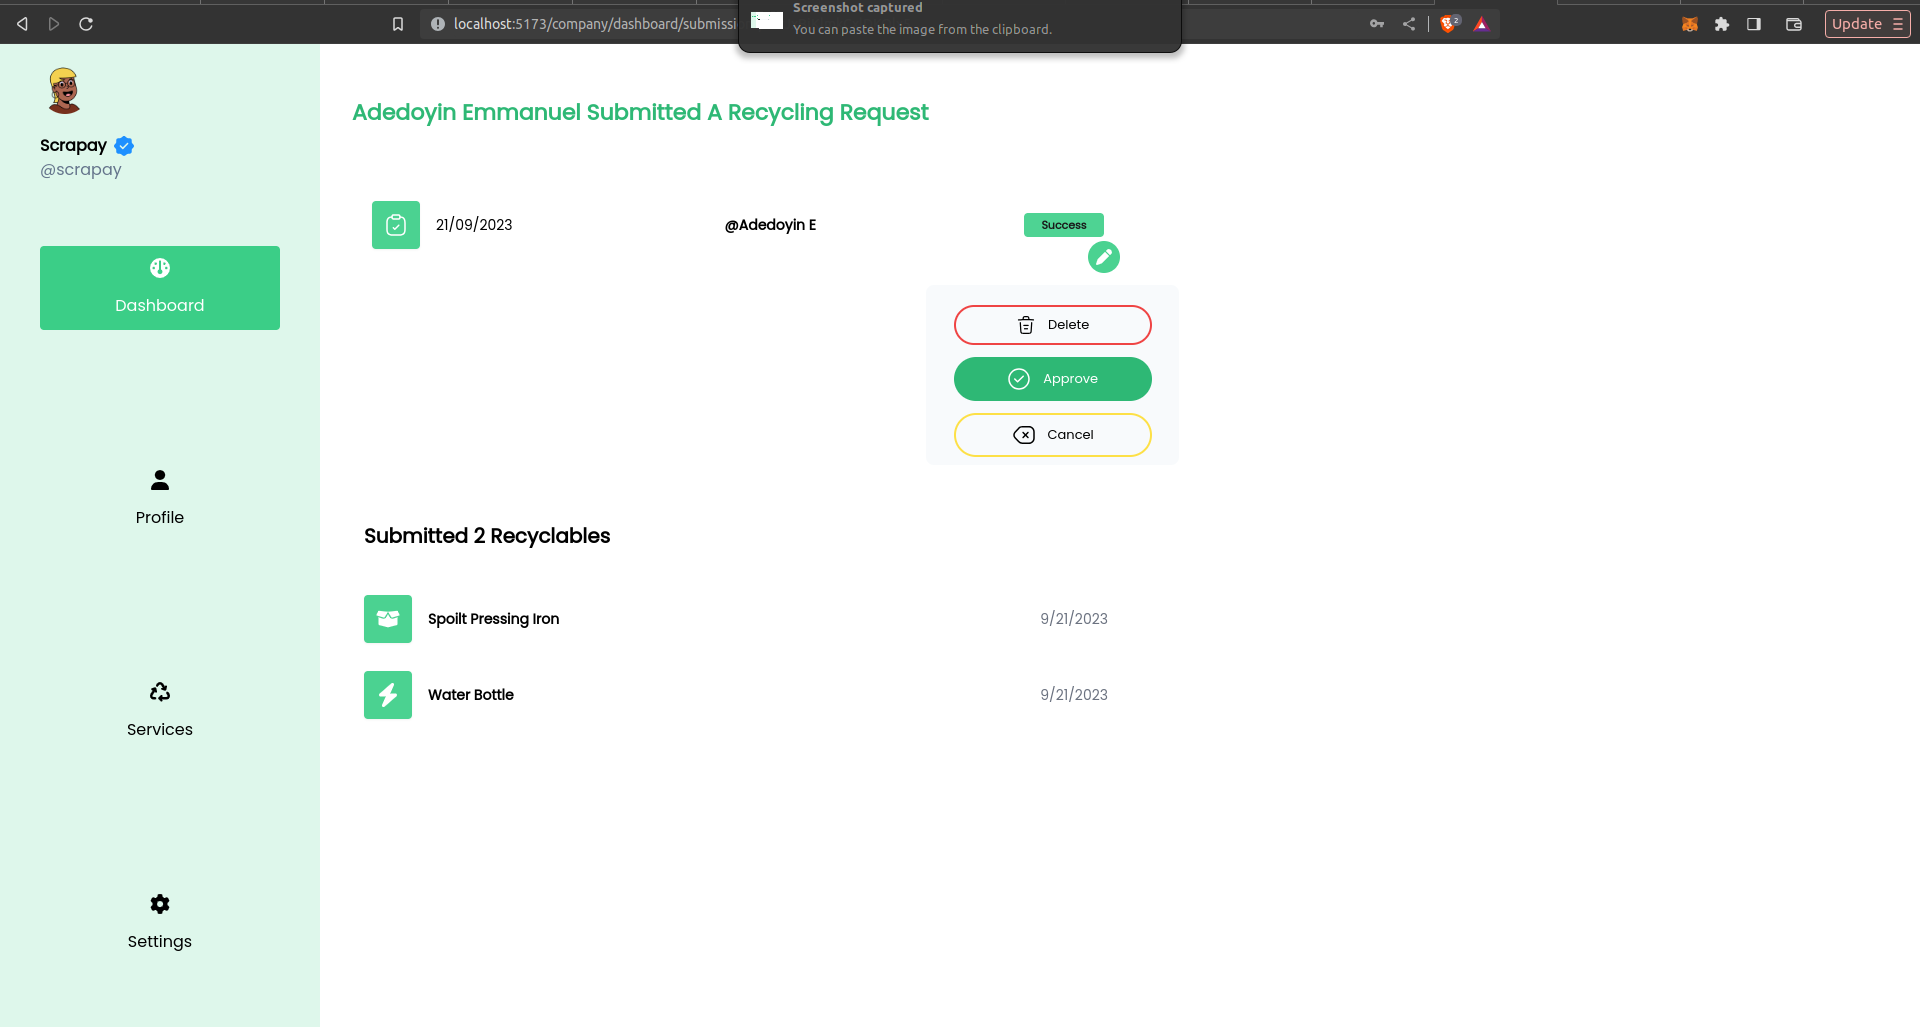 Screenshot captured
You can paste the image from the clipboard.
localhost:5173/company/dashboard/submissi
2
Update
Scrapay
@scrapay
Dashboard
Profile
Services
Settings
Adedoyin Emmanuel Submitted A Recycling Request
21/09/2023
@Adedoyin E
Success
Delete
Approve
Cancel
Submitted 2 Recyclables
Spoilt Pressing Iron
9/21/2023
Water Bottle
9/21/2023